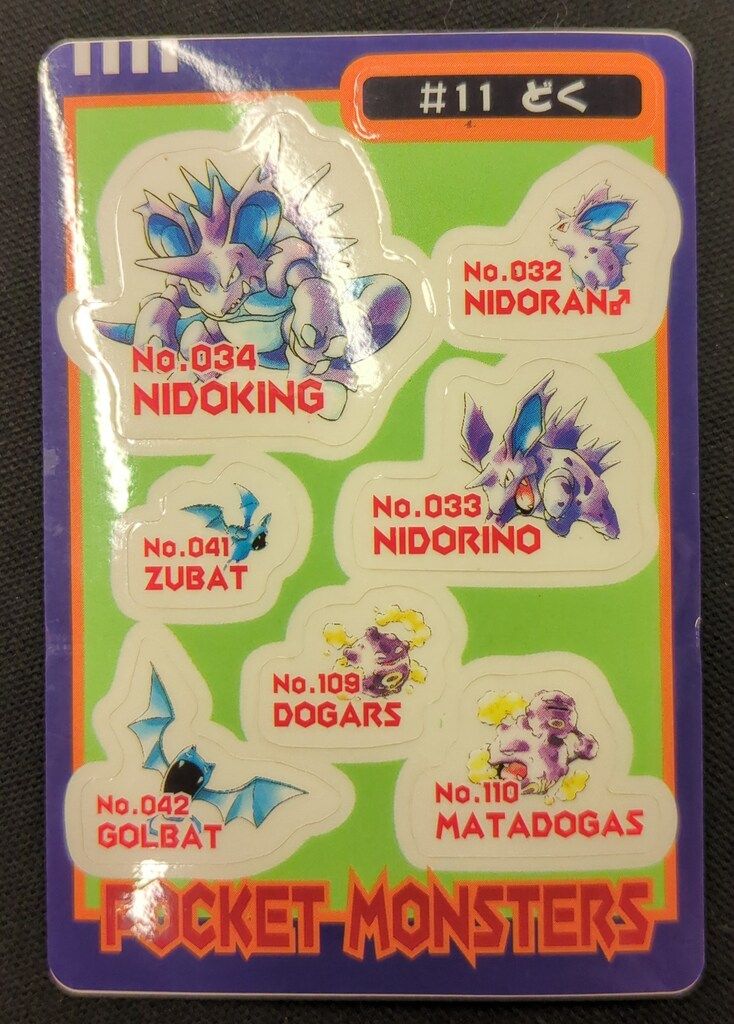 #11 どく
No.034
NIDOKING
No.032
NIDORAN♂
No.033
NIDORINO
No.041
ZUBAT
No.109
DOGARS
No.042
GOLBAT
No.110
MATADOGAS
POCKET MONSTERS